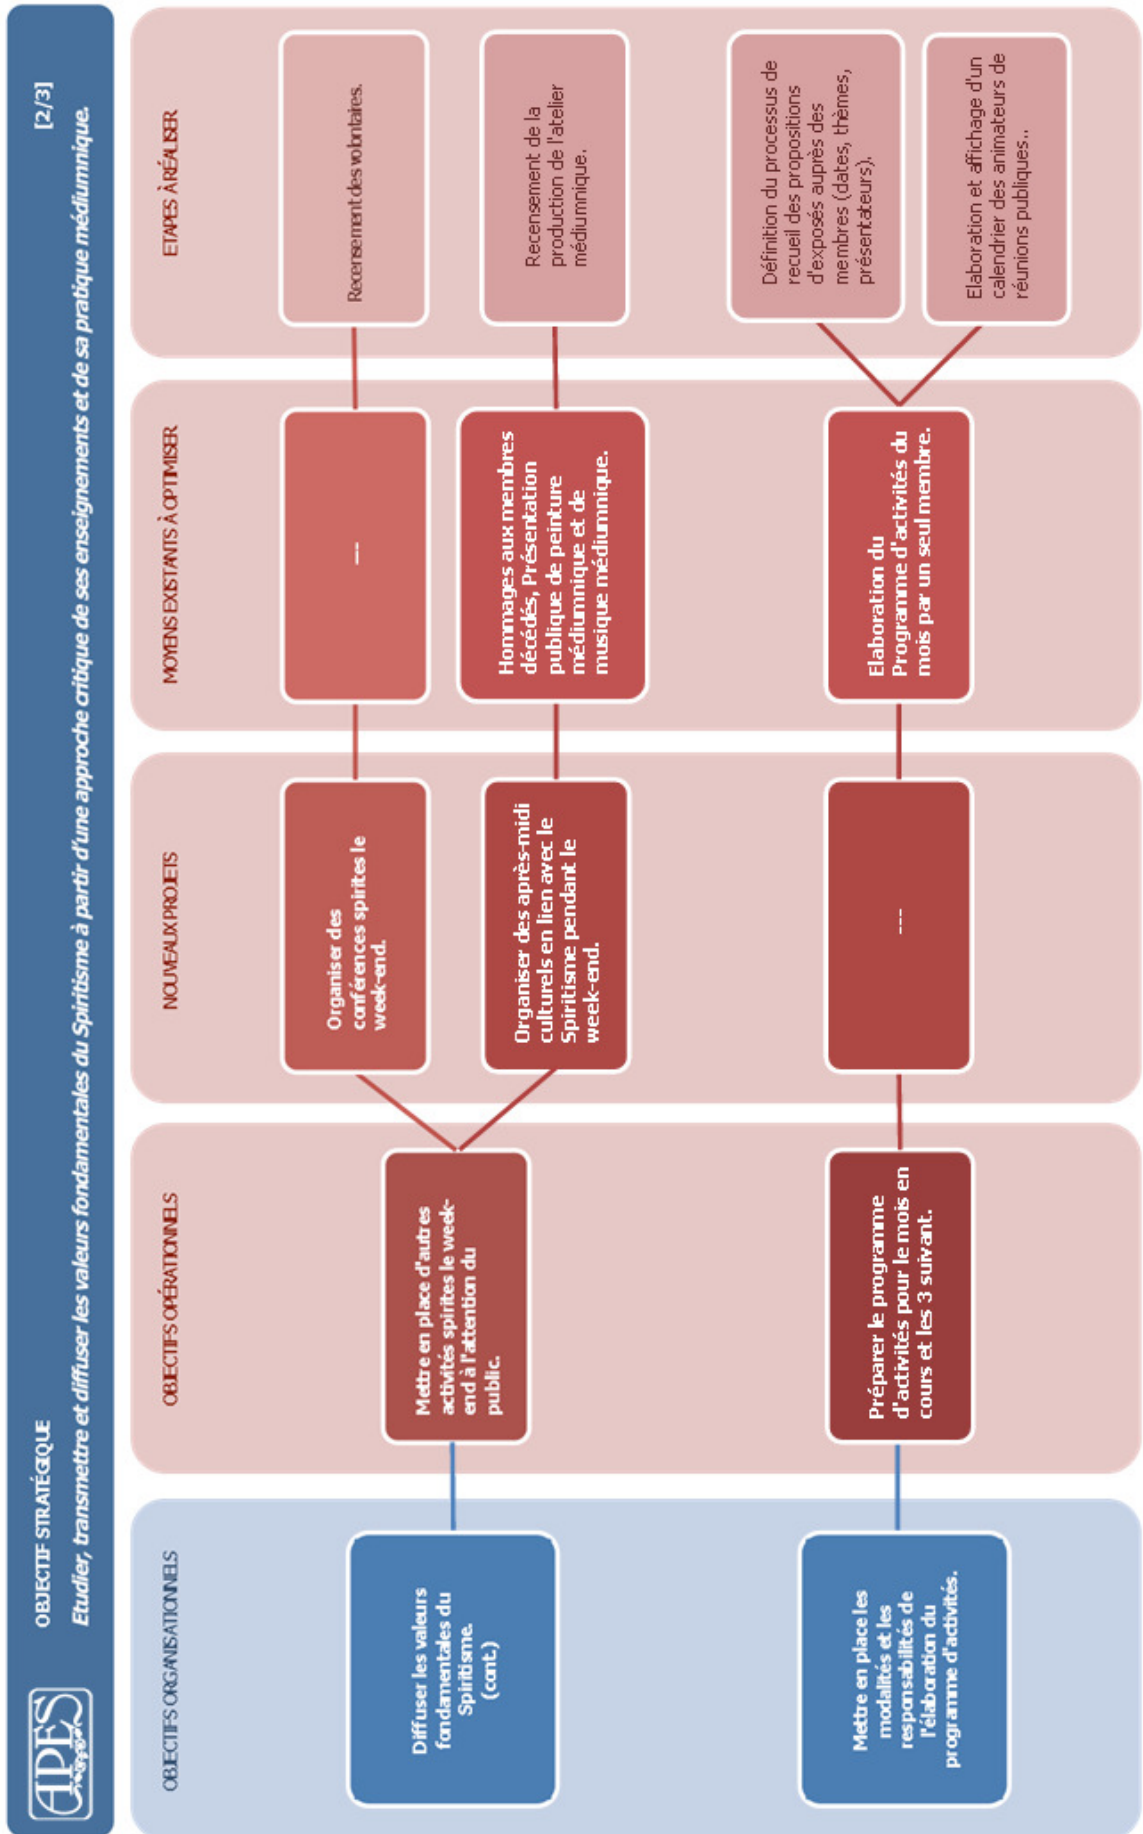 APES
OBJECTIF STRATÉGIQUE
[2/3]
Etudier, transmettre et diffuser les valeurs fondamentales du Spiritisme à partir d'une approche critique de ses enseignements et de sa pratique médiumnique.
OBJECTIFS ORGANISATIONNELS
OBJECTIFS OPÉRATIONNELS
NOUVEAUX PROJETS
MOYENS EXISTANTS À OPTIMISER
ETAPES À RÉALISER
Diffuser les valeurs
fondamentales du
Spiritisme.
(cont.)
Mettre en place d'autres
activités spirites le week-
end à l'attention du
public.
Organiser des
conférences spirites le
week-end.
---
Recensement des volontaires.
Organiser des après-midi
culturels en lien avec le
Spiritisme pendant le
week-end.
Hommages aux membres
décédés, Présentation
publique de peinture
médiumnique et de
musique médiumnique.
Recensement de la
production de l'atelier
médiumnique.
Mettre en place les
modalités et les
responsabilités de
l'élaboration du
programme d'activités.
Préparer le programme
d'activités pour le mois en
cours et les 3 suivant.
---
Elaboration du
Programme d'activités du
mois par un seul membre.
Définition du processus de
recueil des propositions
d'exposés auprès des
membres (dates, thèmes,
présentateurs).
Elaboration et affichage d'un
calendrier des animateurs de
réunions publiques..